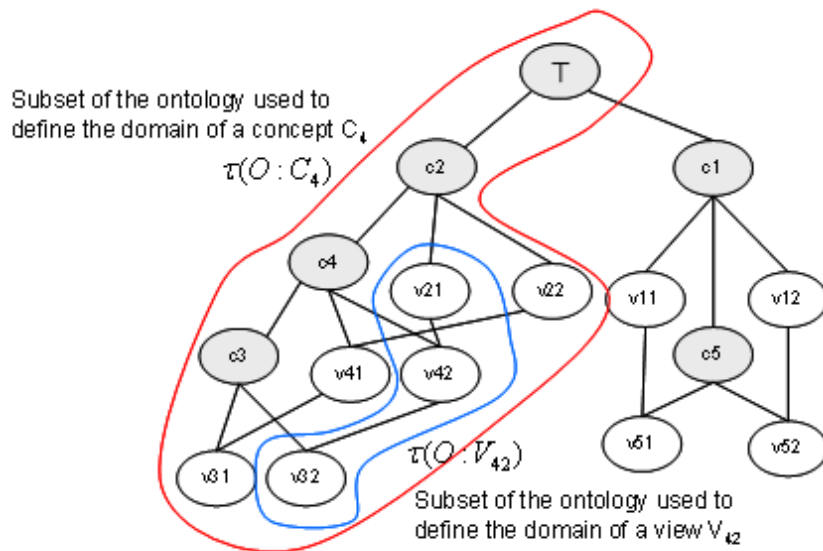 T
Subset of the ontology used to
define the domain of a concept C₄
τ(O : C₄)
c2
c1
c4
v21
v22
v11
v12
c3
v41
v42
c5
v31
v32
τ(O : V₄₂)
v51
v52
Subset of the ontology used to
define the domain of a view V₄₂